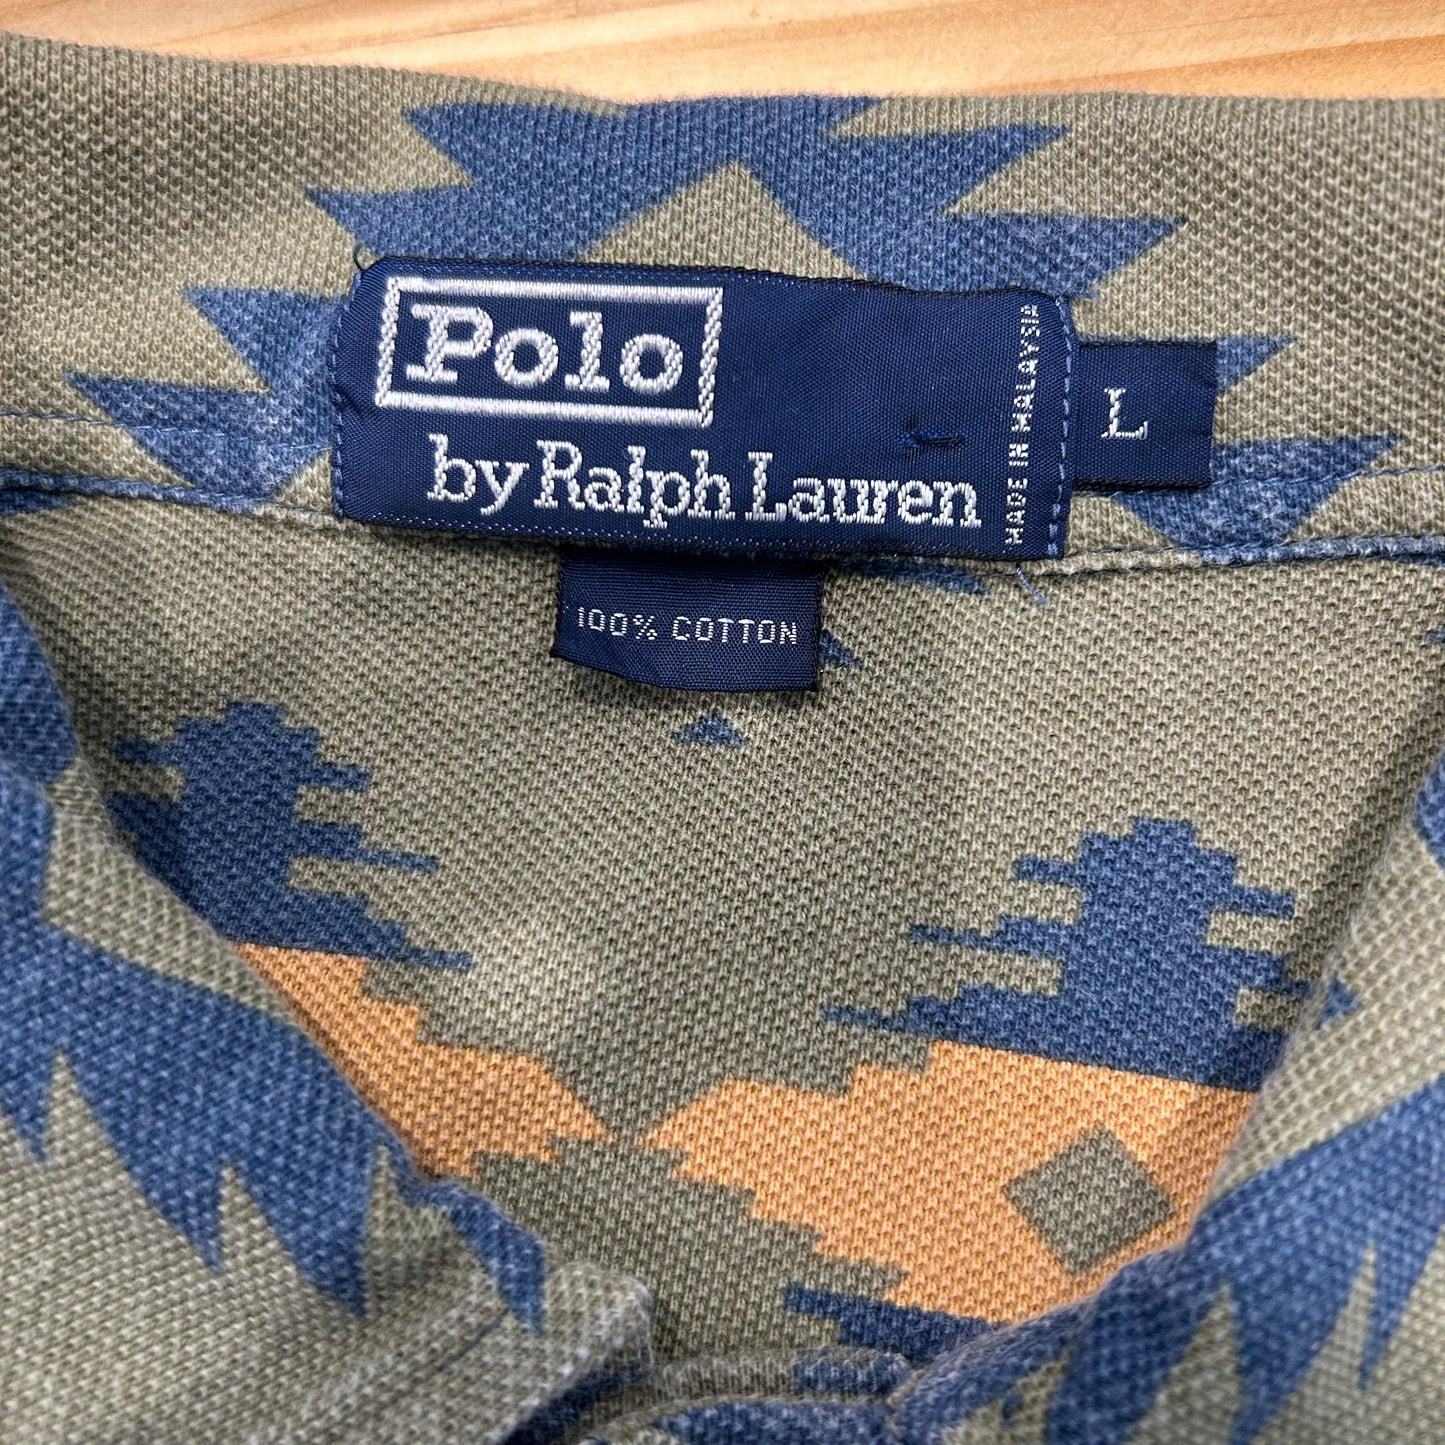 Polo
by Ralph Lauren
MADE IN MALAYSIA
L
100% COTTON